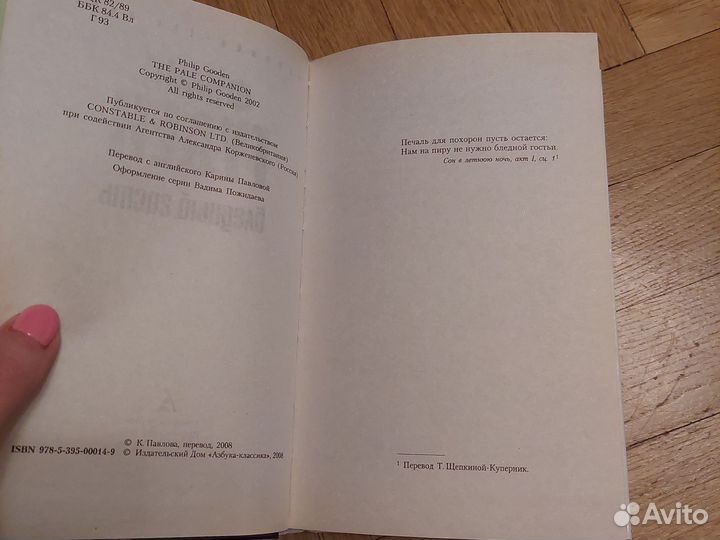 К 82/89
ББК 84.4 Вл
Г 93
Philip Gooden
THE PALE COMPANION
Copyright © Philip Gooden 2002
All rights reserved
Публикуется по соглашению с издательством
CONSTABLE & ROBINSON LTD (Великобритания)
при содействии Агентства Александра Корженевского (Россия)
Перевод с английского Карины Павловой
Оформление серии Вадима Пожидаева
© К. Павлова, перевод, 2008
ISBN 978-5-395-00014-9
© Издательский Дом «Азбука-классика», 2008
Печаль для похорон пусть остается:
Нам на пиру не нужно бледной гостьи.
Сон в летнюю ночь, акт I, сц. 1¹
¹ Перевод Т. Щепкиной-Куперник.
Avito